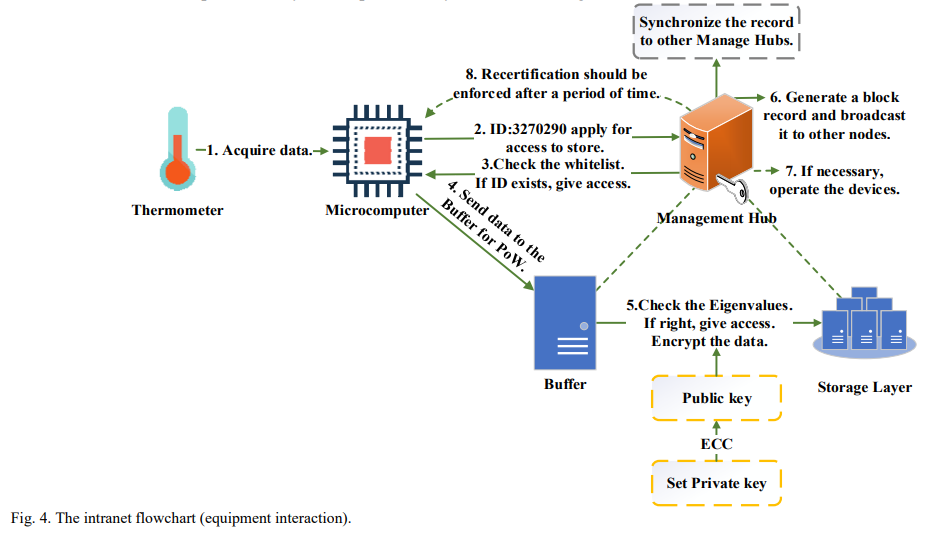 Synchronize the record
to other Manage Hubs.
8. Recertification should be
enforced after a period of time.
6. Generate a block
record and broadcast
it to other nodes.
2. ID:3270290 apply for
access to store.
1. Acquire data.
3.Check the whitelist.
If ID exists, give access.
7. If necessary,
operate the devices.
Thermometer
Microcomputer
Management Hub
4. Send data to the
Buffer for PoW.
5.Check the Eigenvalues.
If right, give access.
Encrypt the data.
Buffer
Storage Layer
Public key
ECC
Set Private key
Fig. 4. The intranet flowchart (equipment interaction).